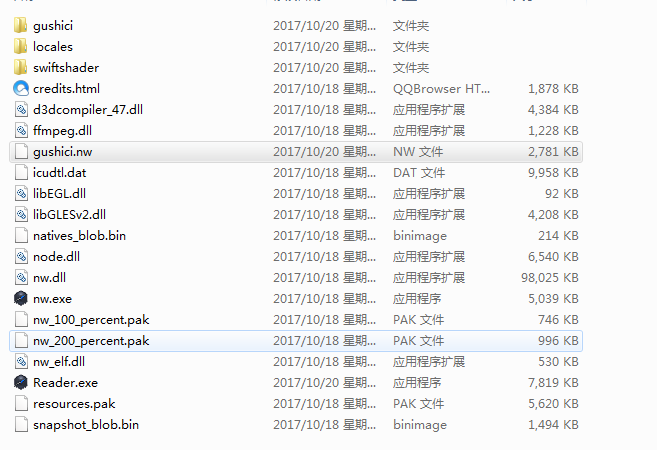 gushici 2017/10/20 星期... 文件夹
locales 2017/10/20 星期... 文件夹
swiftshader 2017/10/20 星期... 文件夹
credits.html 2017/10/18 星期... QQBrowser HT... 1,878 KB
d3dcompiler_47.dll 2017/10/18 星期... 应用程序扩展 4,384 KB
ffmpeg.dll 2017/10/18 星期... 应用程序扩展 1,228 KB
gushici.nw 2017/10/20 星期... NW 文件 2,781 KB
icudtl.dat 2017/10/18 星期... DAT 文件 9,958 KB
libEGL.dll 2017/10/18 星期... 应用程序扩展 92 KB
libGLESv2.dll 2017/10/18 星期... 应用程序扩展 4,208 KB
natives_blob.bin 2017/10/18 星期... binimage 214 KB
node.dll 2017/10/18 星期... 应用程序扩展 6,540 KB
nw.dll 2017/10/18 星期... 应用程序扩展 98,025 KB
nw.exe 2017/10/18 星期... 应用程序 5,039 KB
nw_100_percent.pak 2017/10/18 星期... PAK 文件 746 KB
nw_200_percent.pak 2017/10/18 星期... PAK 文件 996 KB
nw_elf.dll 2017/10/18 星期... 应用程序扩展 530 KB
Reader.exe 2017/10/20 星期... 应用程序 7,819 KB
resources.pak 2017/10/18 星期... PAK 文件 5,620 KB
snapshot_blob.bin 2017/10/18 星期... binimage 1,494 KB